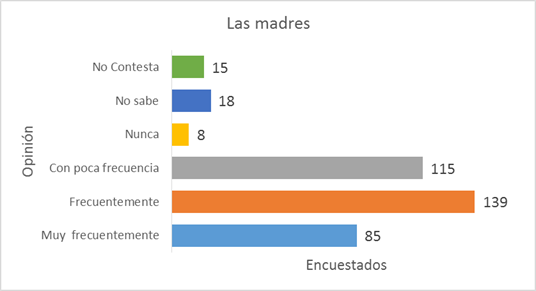 Las madres
No Contesta 15
No sabe 18
Nunca 8
Con poca frecuencia 115
Frecuentemente 139
Muy frecuentemente 85
Opinión
Encuestados